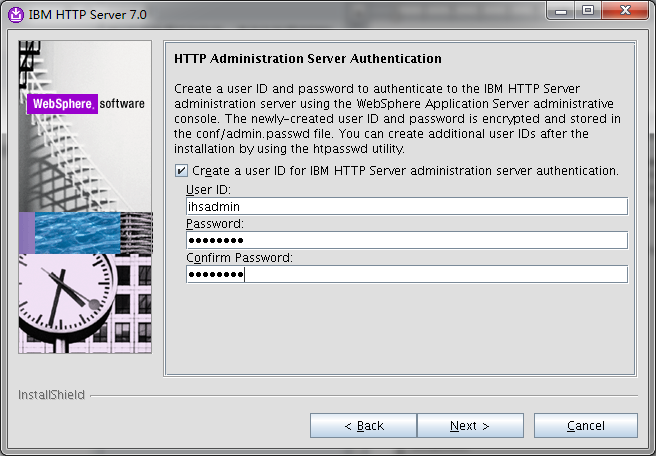 IBM HTTP Server 7.0
WebSphere. software
HTTP Administration Server Authentication
Create a user ID and password to authenticate to the IBM HTTP Server
administration server using the WebSphere Application Server administrative
console. The newly-created user ID and password is encrypted and stored in
the conf/admin.passwd file. You can create additional user IDs after the
installation by using the htpasswd utility.
Create a user ID for IBM HTTP Server administration server authentication.
User ID:
ihsadmin
Password:
●●●●●●●●
Confirm Password:
●●●●●●●●
InstallShield
< Back
Next >
Cancel